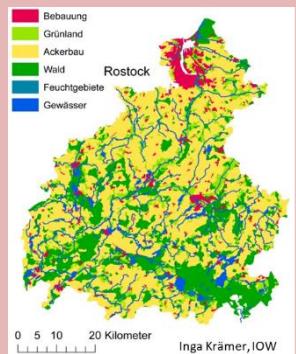 Bebauung
Grünland
Ackerbau
Wald
Feuchtgebiete
Gewässer
Rostock
0 5 10 20 Kilometer
Inga Krämer, IOW